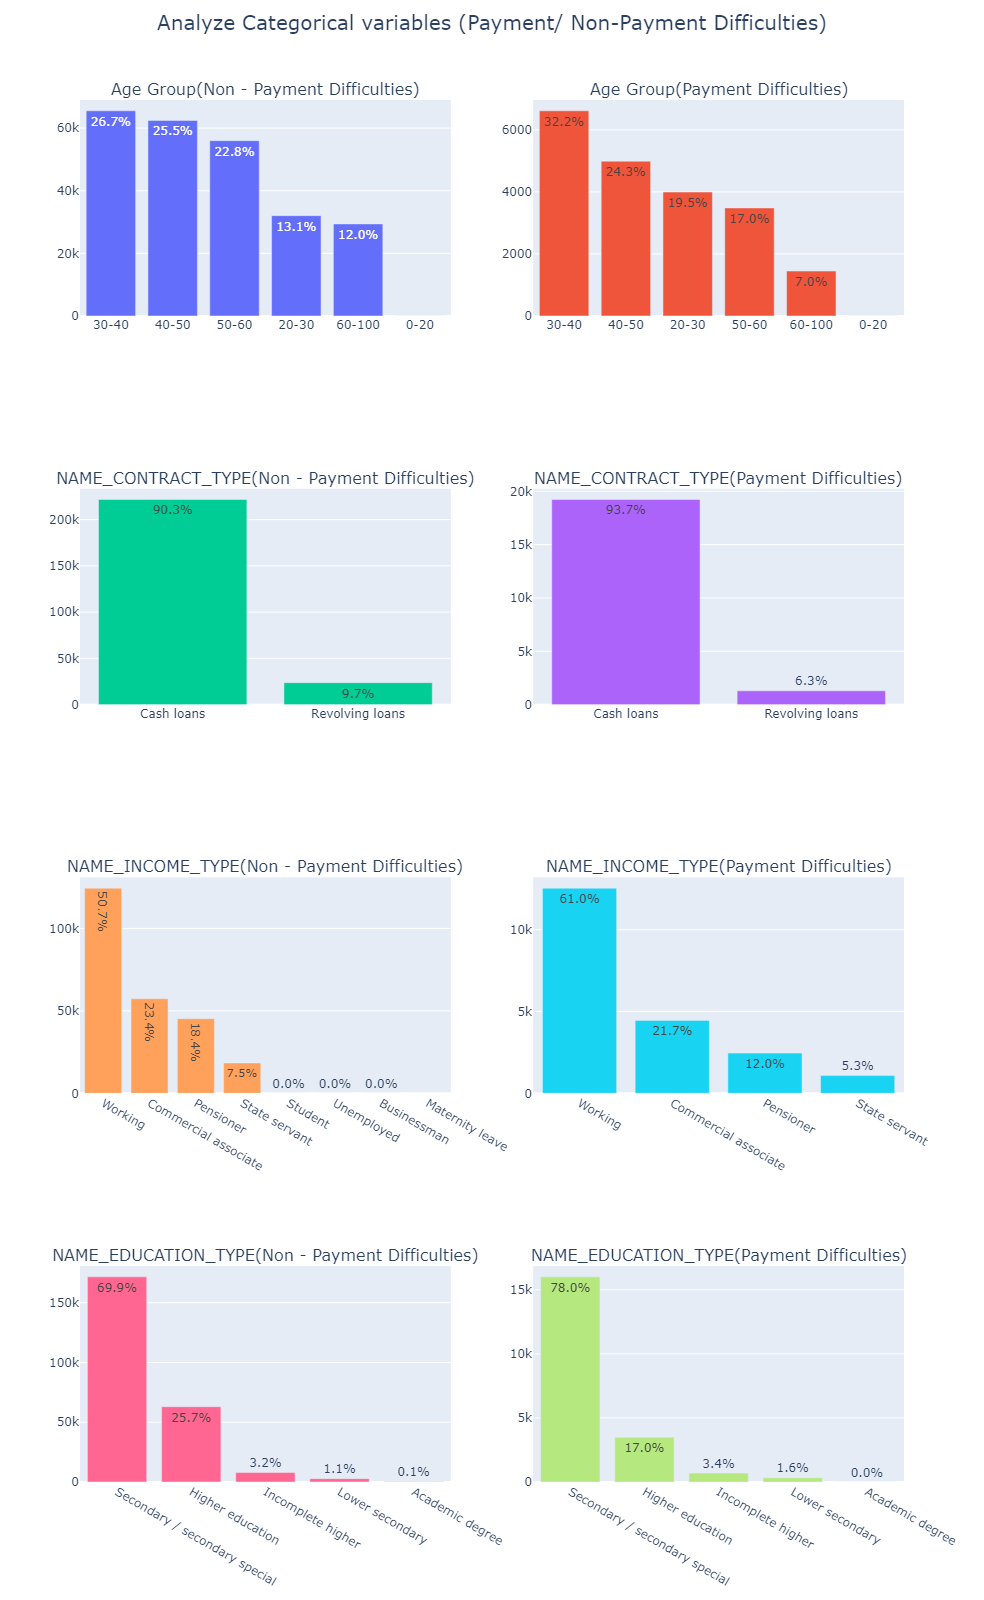 Analyze Categorical variables (Payment/ Non-Payment Difficulties)
Age Group(Non - Payment Difficulties)
60k
40k
20k
0
26.7%
25.5%
22.8%
13.1%
12.0%
30-40
40-50
50-60
20-30
60-100
0-20
Age Group(Payment Difficulties)
6000
4000
2000
0
32.2%
24.3%
19.5%
17.0%
7.0%
30-40
40-50
20-30
50-60
60-100
0-20
NAME_CONTRACT_TYPE(Non - Payment Difficulties)
200k
150k
100k
50k
0
90.3%
9.7%
Cash loans
Revolving loans
NAME_CONTRACT_TYPE(Payment Difficulties)
20k
15k
10k
5k
0
93.7%
6.3%
Cash loans
Revolving loans
NAME_INCOME_TYPE(Non - Payment Difficulties)
100k
50k
0
50.7%
23.4%
18.4%
7.5%
0.0%
0.0%
0.0%
Working
Commercial associate
Pensioner
State servant
Student
Unemployed
Businessman
Maternity leave
NAME_INCOME_TYPE(Payment Difficulties)
10k
5k
0
61.0%
21.7%
12.0%
5.3%
Working
Commercial associate
Pensioner
State servant
NAME_EDUCATION_TYPE(Non - Payment Difficulties)
150k
100k
50k
0
69.9%
25.7%
3.2%
1.1%
0.1%
Secondary / secondary special
Higher education
Incomplete higher
Lower secondary
Academic degree
NAME_EDUCATION_TYPE(Payment Difficulties)
15k
10k
5k
0
78.0%
17.0%
3.4%
1.6%
0.0%
Secondary / secondary special
Higher education
Incomplete higher
Lower secondary
Academic degree